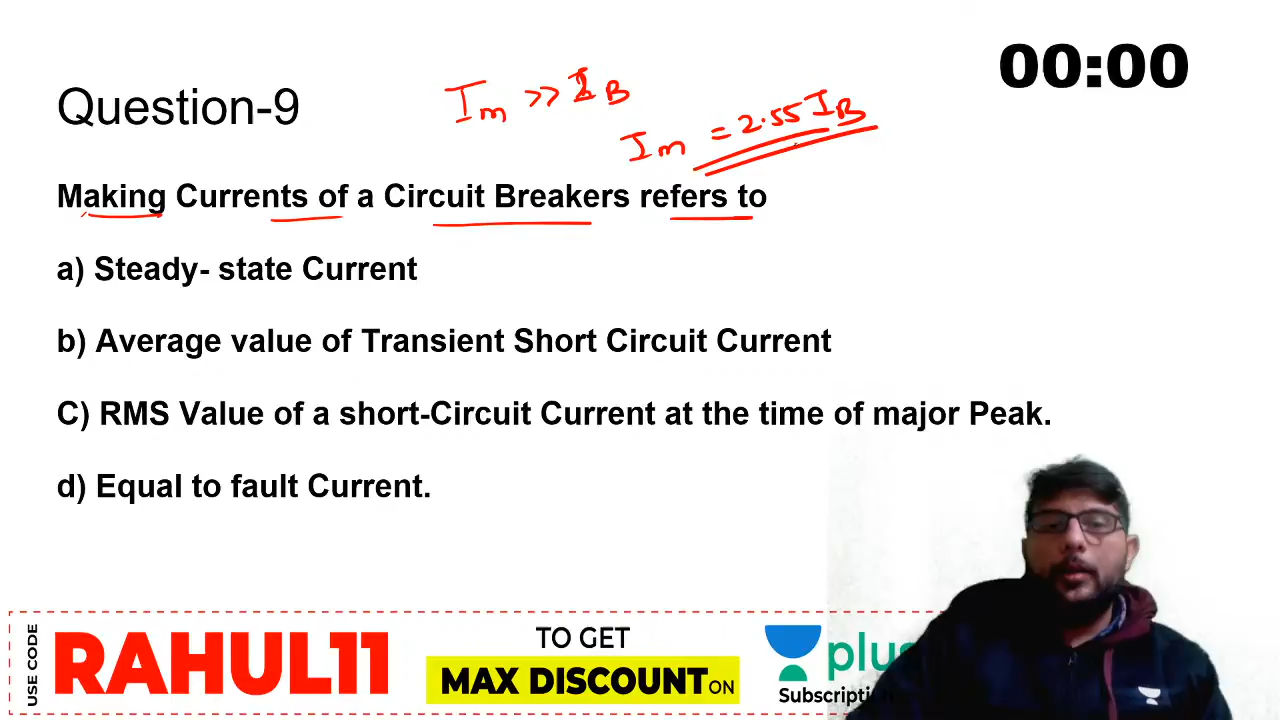 00:00
Question-9
Im >> IB
Im = 2.55 IB
Making Currents of a Circuit Breakers refers to
a) Steady- state Current
b) Average value of Transient Short Circuit Current
C) RMS Value of a short-Circuit Current at the time of major Peak.
d) Equal to fault Current.
USE CODE
RAHUL11
TO GET
MAX DISCOUNT ON
plus
Subscription